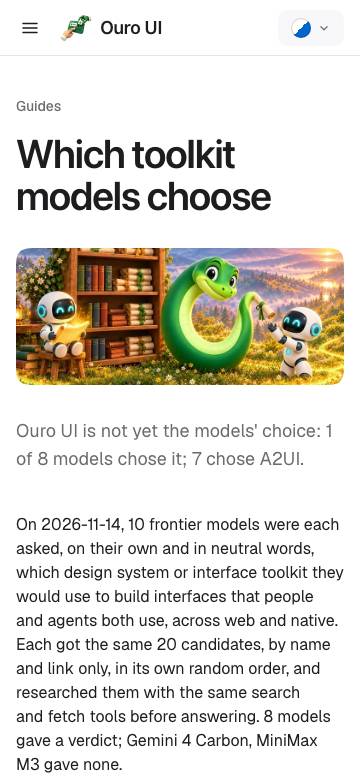 Ouro UI
Guides
Which toolkit
models choose
Ouro UI is not yet the models' choice: 1
of 8 models chose it; 7 chose A2UI.
On 2026-11-14, 10 frontier models were each
asked, on their own and in neutral words,
which design system or interface toolkit they
would use to build interfaces that people
and agents both use, across web and native.
Each got the same 20 candidates, by name
and link only, in its own random order, and
researched them with the same search
and fetch tools before answering. 8 models
gave a verdict; Gemini 4 Carbon, MiniMax
M3 gave none.